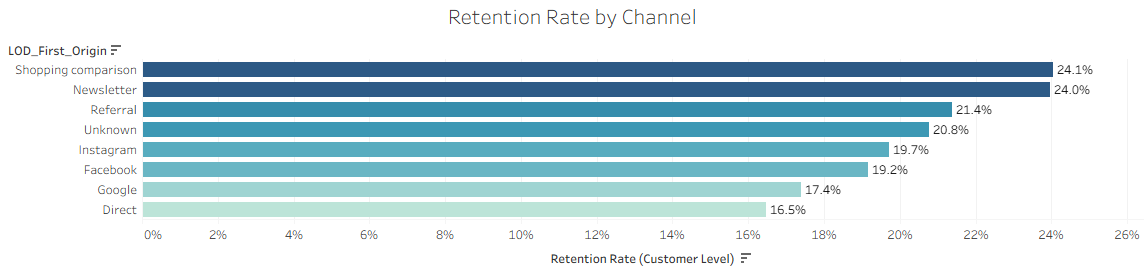 Retention Rate by Channel
LOD_First_Origin
Shopping comparison 24.1%
Newsletter 24.0%
Referral 21.4%
Unknown 20.8%
Instagram 19.7%
Facebook 19.2%
Google 17.4%
Direct 16.5%
0% 2% 4% 6% 8% 10% 12% 14% 16% 18% 20% 22% 24% 26%
Retention Rate (Customer Level)